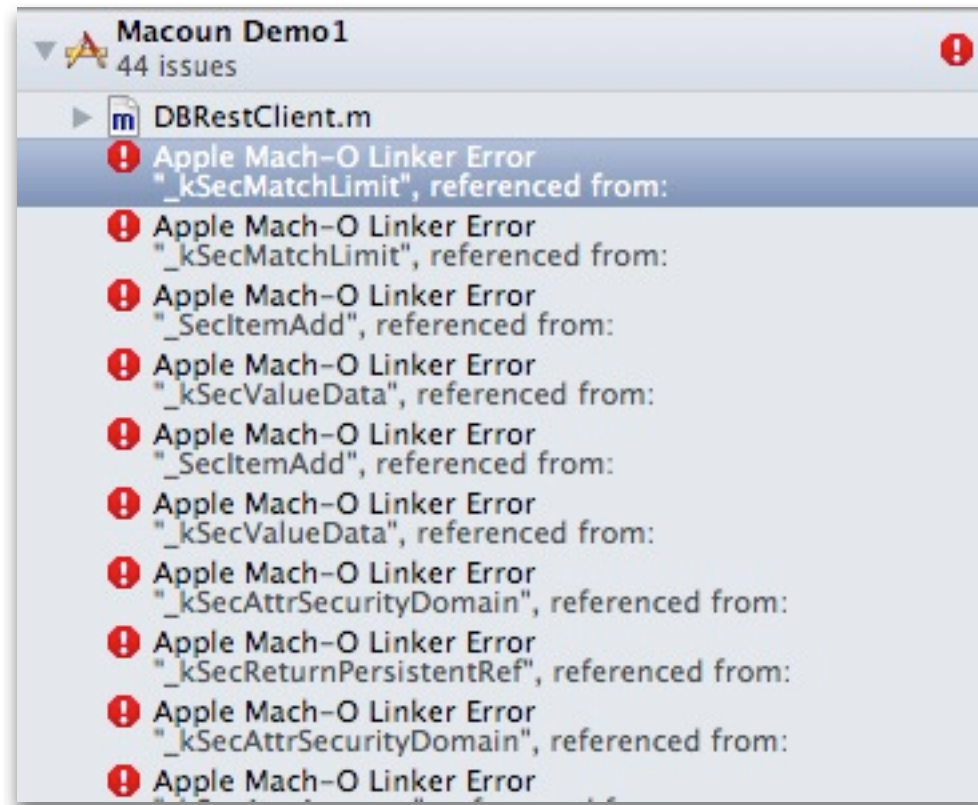 Macoun Demo1
44 issues
m DBRestClient.m
Apple Mach-O Linker Error
"_kSecMatchLimit", referenced from:
Apple Mach-O Linker Error
"_kSecMatchLimit", referenced from:
Apple Mach-O Linker Error
"_SecItemAdd", referenced from:
Apple Mach-O Linker Error
"_kSecValueData", referenced from:
Apple Mach-O Linker Error
"_SecItemAdd", referenced from:
Apple Mach-O Linker Error
"_kSecValueData", referenced from:
Apple Mach-O Linker Error
"_kSecAttrSecurityDomain", referenced from:
Apple Mach-O Linker Error
"_kSecReturnPersistentRef", referenced from:
Apple Mach-O Linker Error
"_kSecAttrSecurityDomain", referenced from:
Apple Mach-O Linker Error